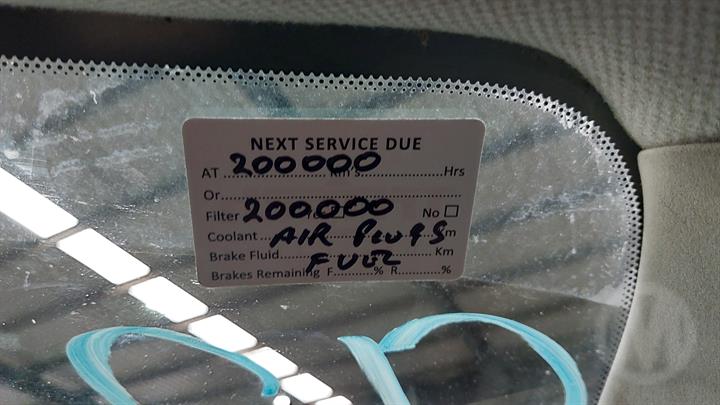 NEXT SERVICE DUE
AT 200000 Km's Hrs
Or
Filter 200000 No
Coolant AIR PLUGS Km
Brake Fluid FUEL Km
Brakes Remaining F % R %